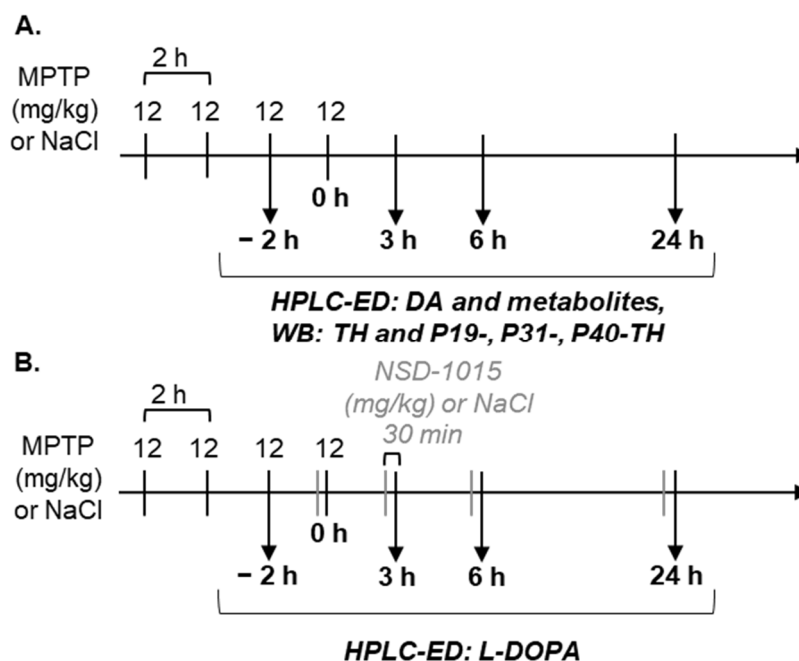 A.
2 h
MPTP
(mg/kg)
or NaCl
12 12 12 12
0 h
− 2 h 3 h 6 h 24 h
HPLC-ED: DA and metabolites,
WB: TH and P19-, P31-, P40-TH
B.
NSD-1015
(mg/kg) or NaCl
30 min
2 h
MPTP
(mg/kg)
or NaCl
12 12 12 12
0 h
− 2 h 3 h 6 h 24 h
HPLC-ED: L-DOPA